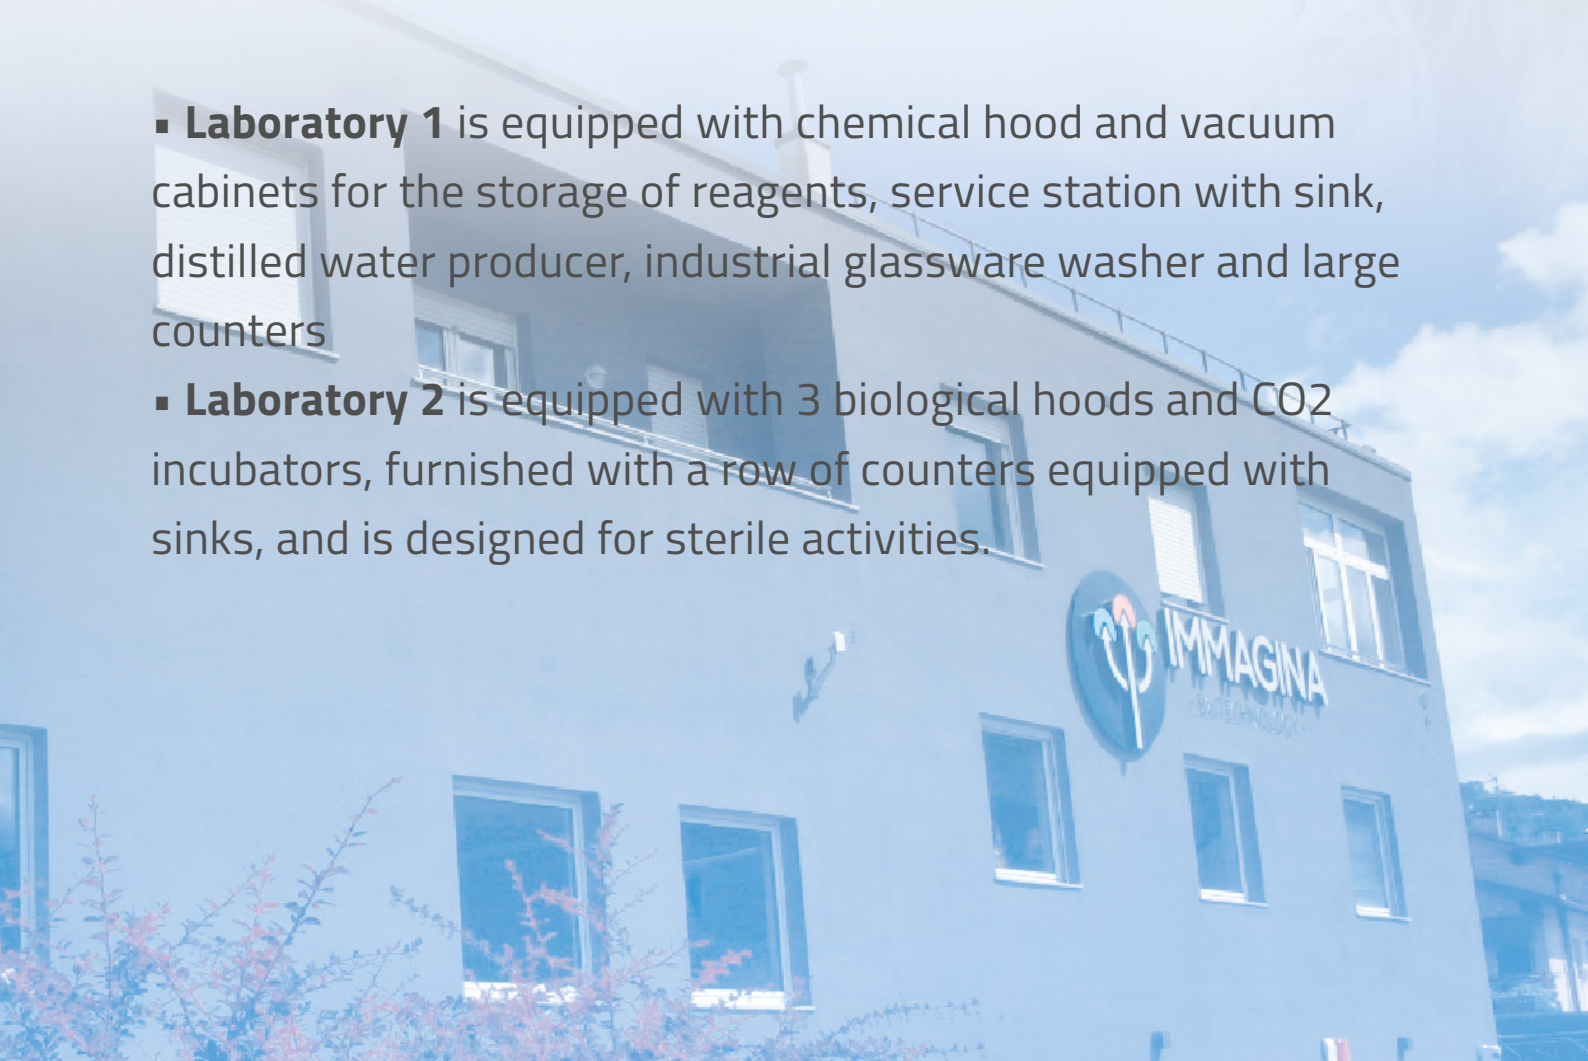 ▪ Laboratory 1 is equipped with chemical hood and vacuum
cabinets for the storage of reagents, service station with sink,
distilled water producer, industrial glassware washer and large
counters
▪ Laboratory 2 is equipped with 3 biological hoods and CO2
incubators, furnished with a row of counters equipped with
sinks, and is designed for sterile activities.
IMMAGINA
BIOTECHNOLOGY